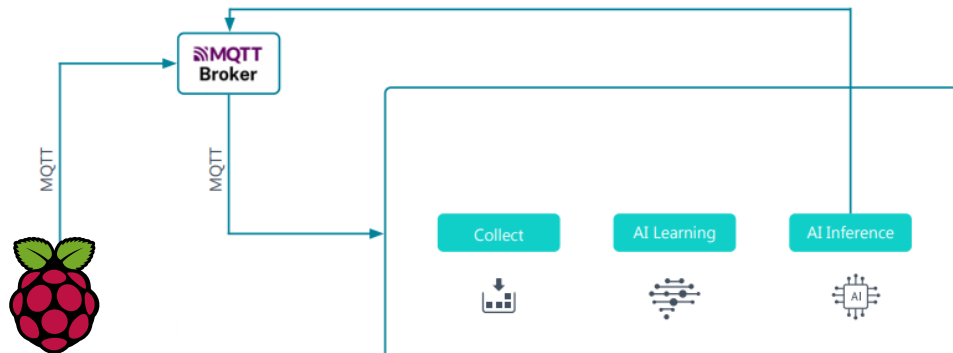 MQTT
Broker
MQTT
MQTT
Collect
AI Learning
AI Inference
AI